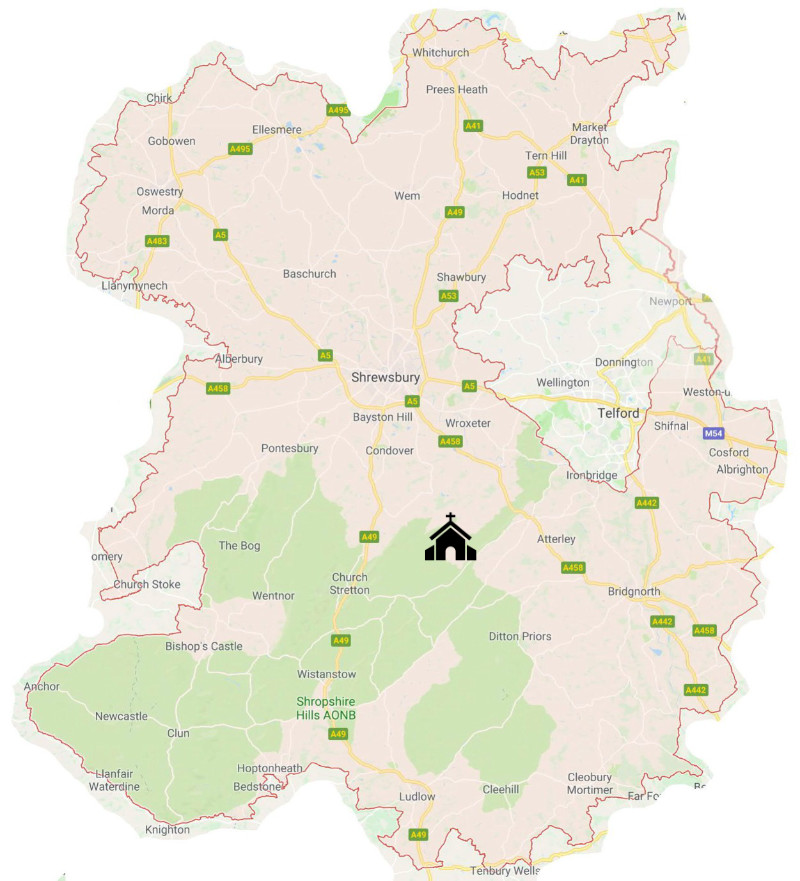 M
Whitchurch
Prees Heath
Chirk
A495
A41
Ellesmere
Market
Drayton
Gobowen
A495
Tern Hill
A53
A41
Oswestry
Wem
Hodnet
Morda
A49
A5
A483
Baschurch
Shawbury
Llanymynech
A53
Newport
A5
Alberbury
A41
Donnington
Shrewsbury
A5
Wellington
A458
Weston-u
A5
Telford
Bayston Hill
Wroxeter
Shifnal
M54
A458
Pontesbury
Condover
Cosford
Albrighton
Ironbridge
A442
A49
Atterley
The Bog
omery
A458
Church Stoke
Church
Stretton
Wentnor
Bridgnorth
A442
A458
Ditton Priors
A49
Bishop's Castle
Wistanstow
Anchor
A442
Shropshire
Hills AONB
Newcastle
Clun
A49
Hoptonheath
Llanfair
Waterdine
Bedstone
Cleobury
Mortimer
Cleehill
Ludlow
Far Fo
Be
Knighton
A49
Tenbury Wells